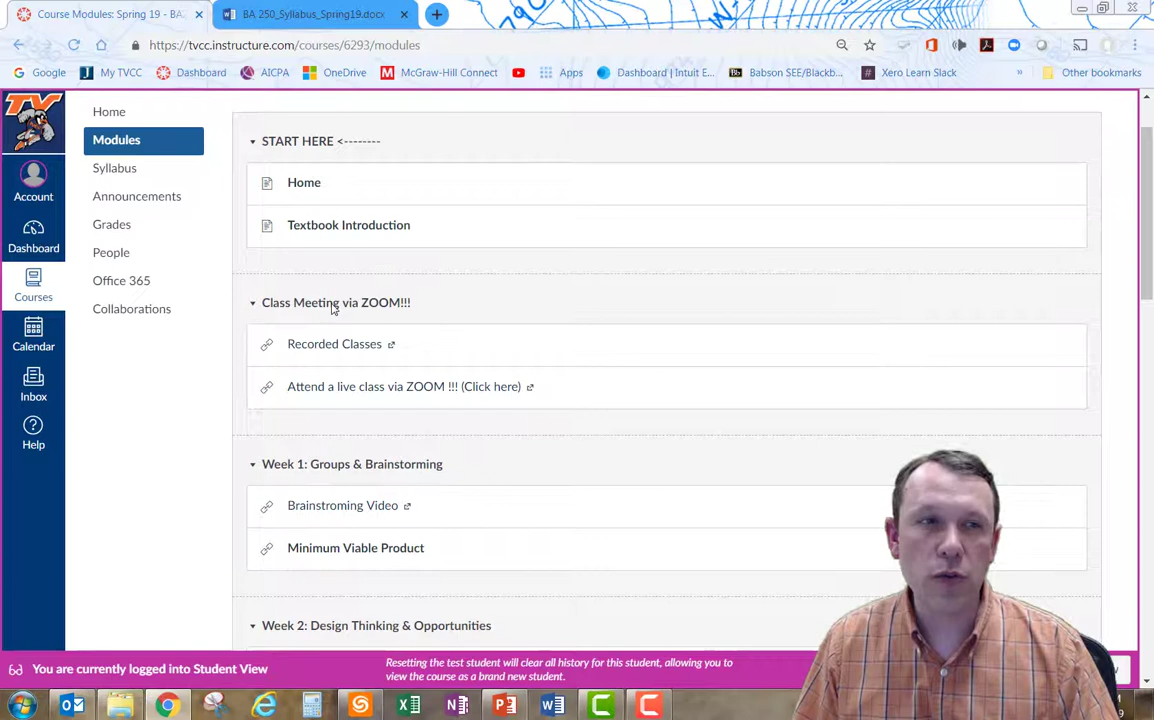 Course Modules: Spring 19 - BA
BA 250_Syllabus_Spring19.docx
https://tvcc.instructure.com/courses/6293/modules
Google
My TVCC
Dashboard
AICPA
OneDrive
McGraw-Hill Connect
Apps
Dashboard | Intuit E...
Bb
Babson SEE/Blackb...
Xero Learn Slack
»
Other bookmarks
TV
Account
Dashboard
Courses
Calendar
Inbox
Help
Home
Modules
Syllabus
Announcements
Grades
People
Office 365
Collaborations
START HERE <--------
Home
Textbook Introduction
Class Meeting via ZOOM!!!
Recorded Classes
Attend a live class via ZOOM !!! (Click here)
Week 1: Groups & Brainstorming
Brainstroming Video
Minimum Viable Product
Week 2: Design Thinking & Opportunities
You are currently logged into Student View
Resetting the test student will clear all history for this student, allowing you to
view the course as a brand new student.